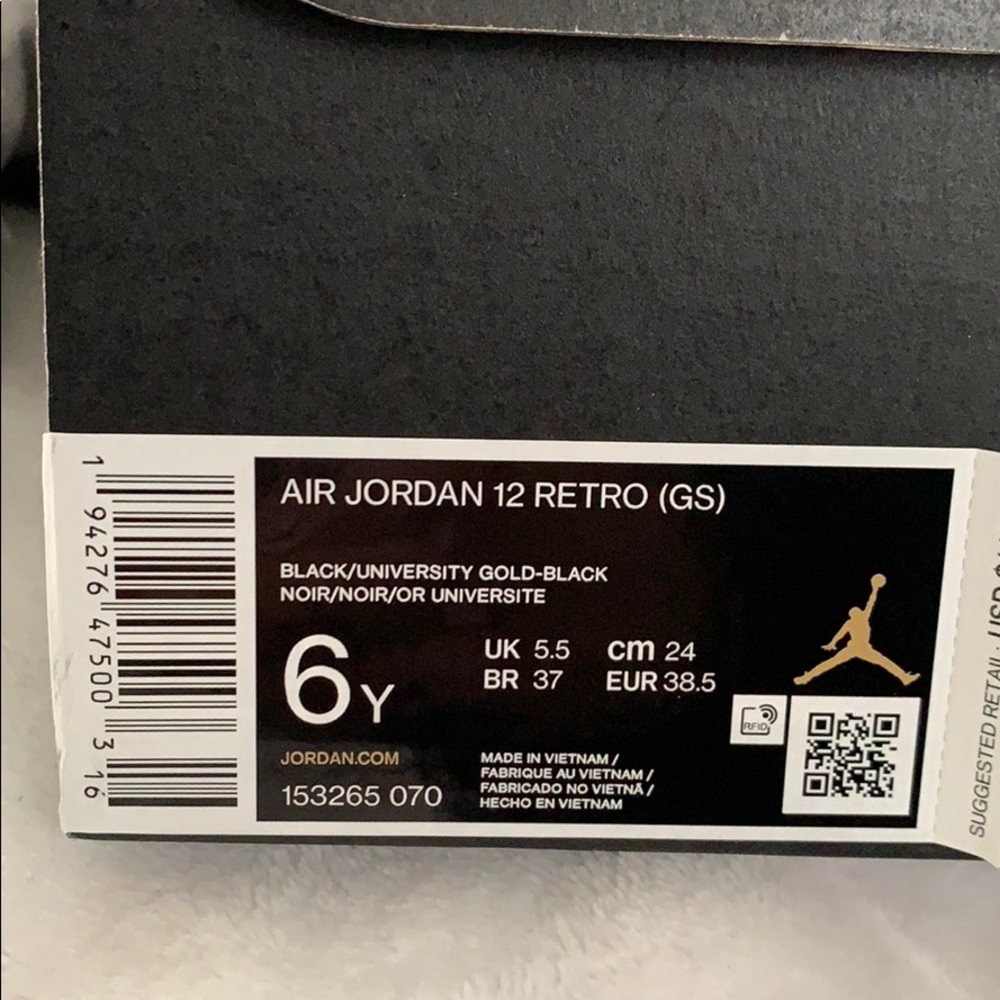 AIR JORDAN 12 RETRO (GS)
BLACK/UNIVERSITY GOLD-BLACK
NOIR/NOIR/OR UNIVERSITE
6Y
UK 5.5 cm 24
BR 37 EUR 38.5
RFID
JORDAN.COM
153265 070
MADE IN VIETNAM /
FABRIQUE AU VIETNAM /
FABRICADO NO VIETNÃ /
HECHO EN VIETNAM
1 94276 47500 3 16
SUGGESTED RETAIL: USD $